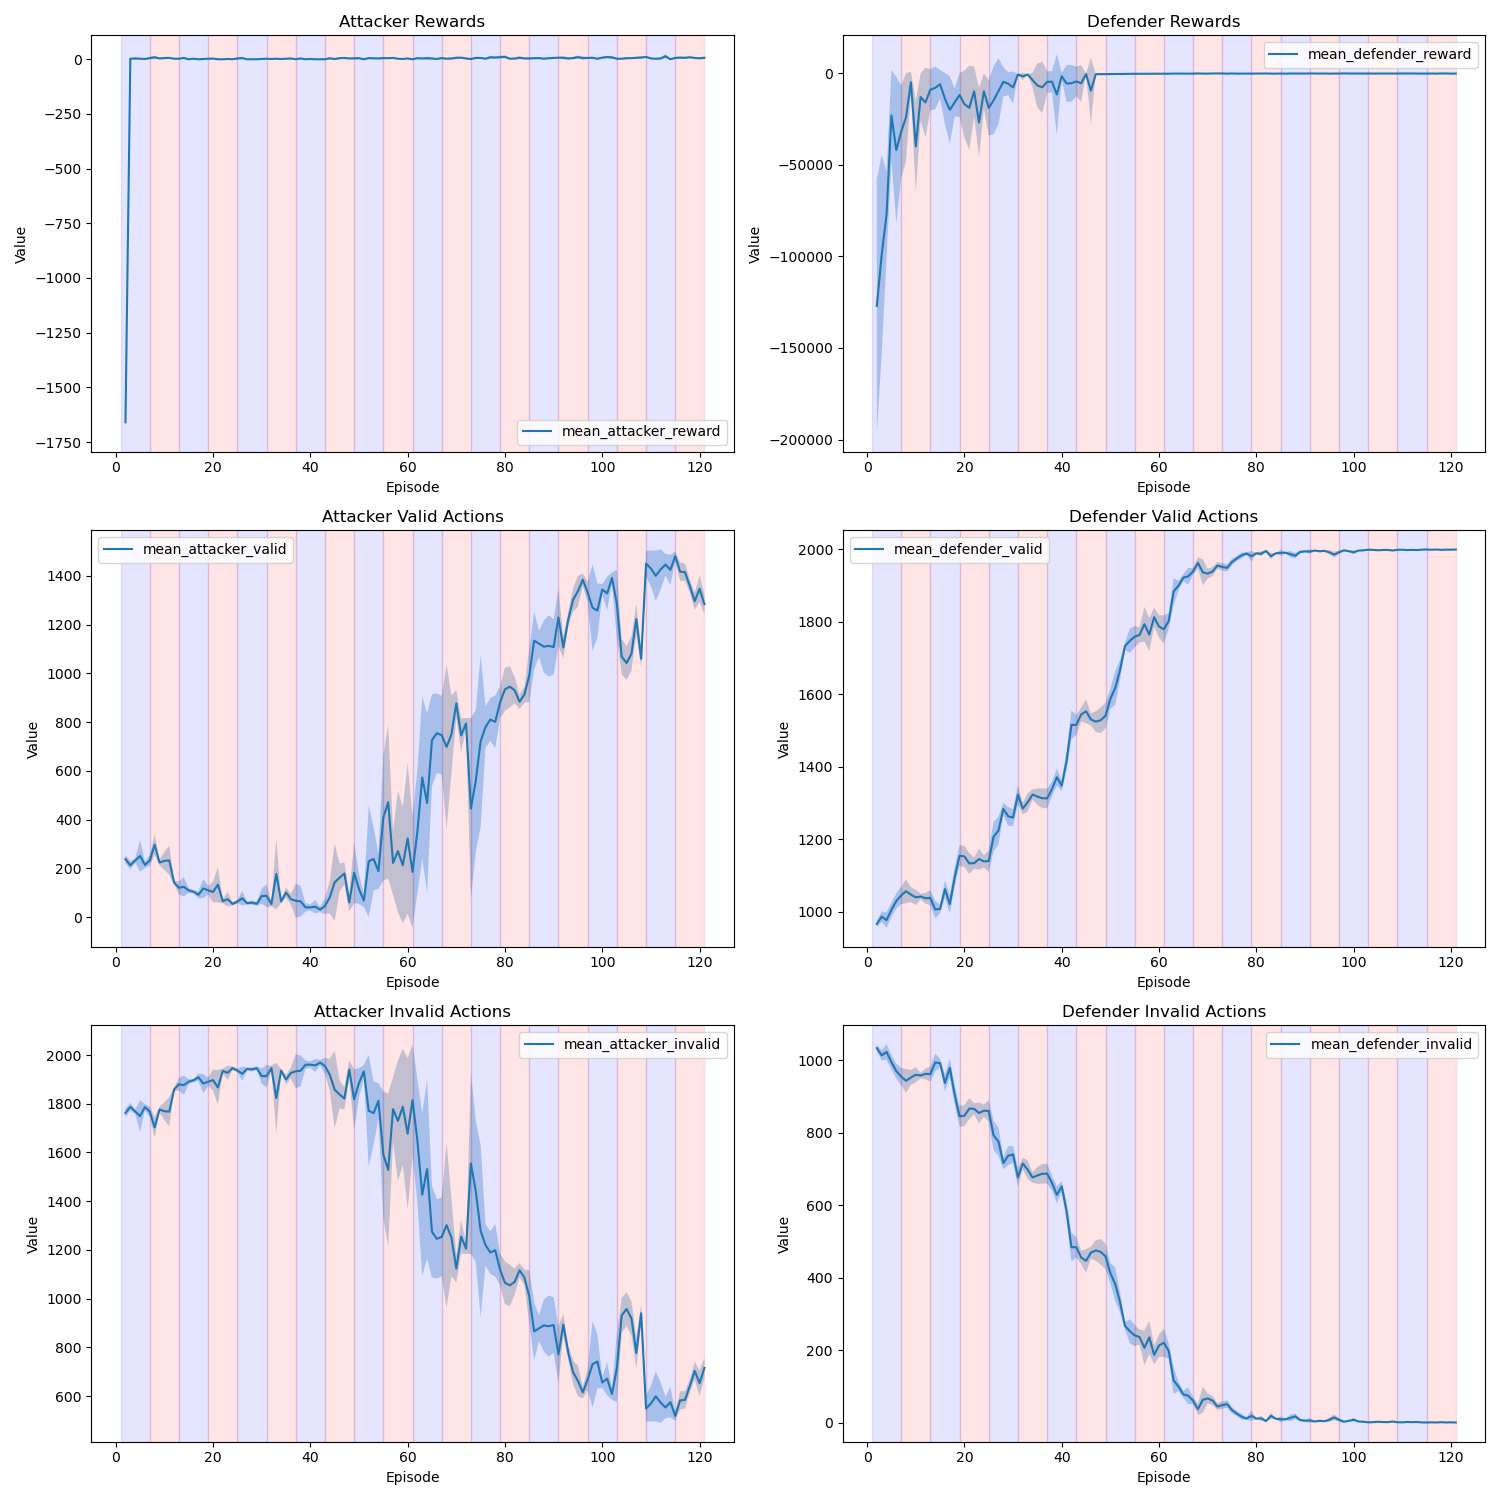 Attacker Rewards
0
−250
−500
−750
−1000
−1250
−1500
−1750
Value
mean_attacker_reward
0 20 40 60 80 100 120
Episode
Defender Rewards
0
−50000
−100000
−150000
−200000
Value
mean_defender_reward
0 20 40 60 80 100 120
Episode
Attacker Valid Actions
mean_attacker_valid
1400
1200
1000
800
600
400
200
0
Value
0 20 40 60 80 100 120
Episode
Defender Valid Actions
mean_defender_valid
2000
1800
1600
1400
1200
1000
Value
0 20 40 60 80 100 120
Episode
Attacker Invalid Actions
mean_attacker_invalid
2000
1800
1600
1400
1200
1000
800
600
Value
0 20 40 60 80 100 120
Episode
Defender Invalid Actions
mean_defender_invalid
1000
800
600
400
200
0
Value
0 20 40 60 80 100 120
Episode